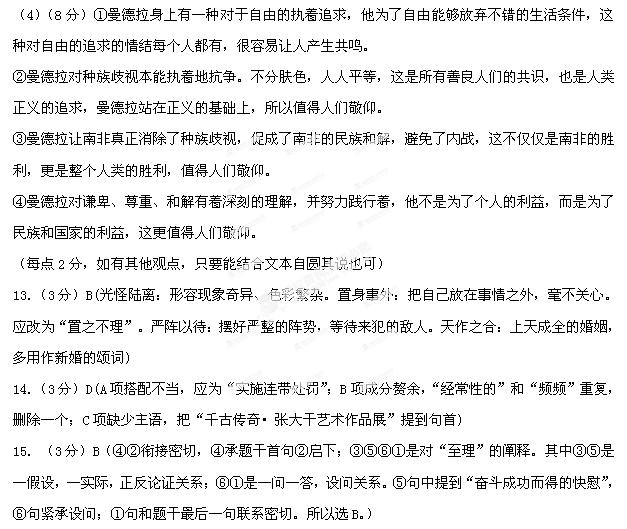 （4）（8 分）①曼德拉身上有一种对于自由的执着追求，他为了自由能够放弃不错的生活条件，这
种对自由的追求的情结每个人都有，很容易让人产生共鸣。
②曼德拉对种族歧视本能执着地抗争。不分肤色，人人平等，这是所有善良人们的共识，也是人类
正义的追求，曼德拉站在正义的基础上，所以值得人们敬仰。
③曼德拉让南非真正消除了种族歧视，促成了南非的民族和解，避免了内战，这不仅仅是南非的胜
利，更是整个人类的胜利，值得人们敬仰。
④曼德拉对谦卑、尊重、和解有着深刻的理解，并努力践行着，他不是为了个人的利益，而是为了
民族和国家的利益，这更值得人们敬仰。
（每点 2 分，如有其他观点，只要能结合文本自圆其说也可）
13.（3 分）B(光怪陆离：形容现象奇异、色彩繁杂。置身事外：把自己放在事情之外，毫不关心。
应改为“置之不理”。严阵以待：摆好严整的阵势，等待来犯的敌人。天作之合：上天成全的婚姻，
多用作新婚的颂词)
14.（3 分）D(A 项搭配不当，应为“实施连带处罚”；B 项成分赘余，“经常性的”和“频频”重复，
删除一个；C 项缺少主语，把“千古传奇·张大千艺术作品展”提到句首)
15. （3 分）B（④②衔接密切，④承题干首句②启下；③⑤⑥①是对“至理”的阐释。其中③⑤是
一假设，一实际，正反论证关系；⑥①是一问一答，设问关系。⑤句中提到“奋斗成功而得的快慰”，
⑥句紧承设问；①句和题干最后一句联系密切。所以选 B。）